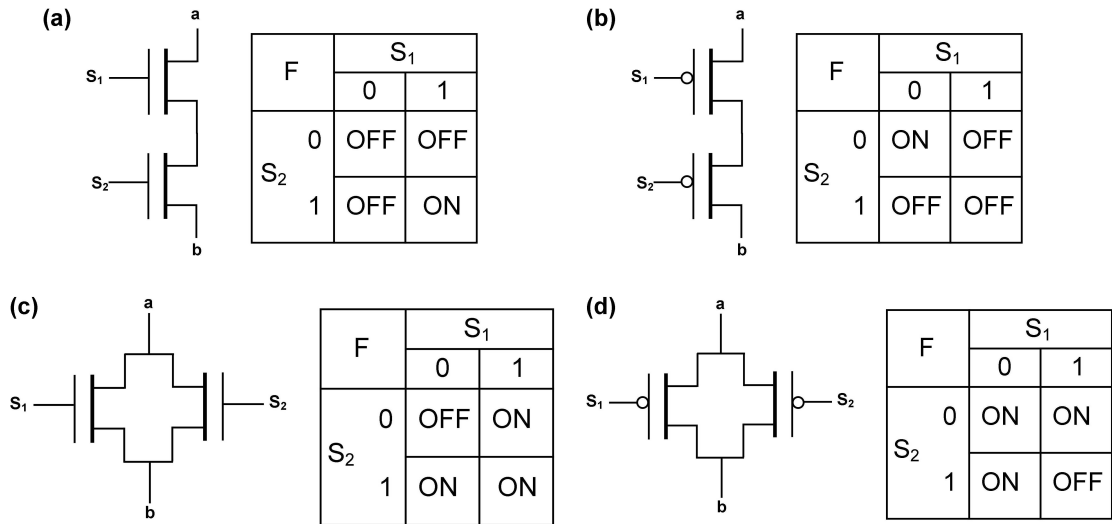 (a)
a
S₁
S₂
b
F S₁
0 1
0 OFF OFF
S₂
1 OFF ON
(b)
a
S₁
S₂
b
F S₁
0 1
0 ON OFF
S₂
1 OFF OFF
(c)
a
S₁ S₂
b
F S₁
0 1
0 OFF ON
S₂
1 ON ON
(d)
a
S₁ S₂
b
F S₁
0 1
0 ON ON
S₂
1 ON OFF